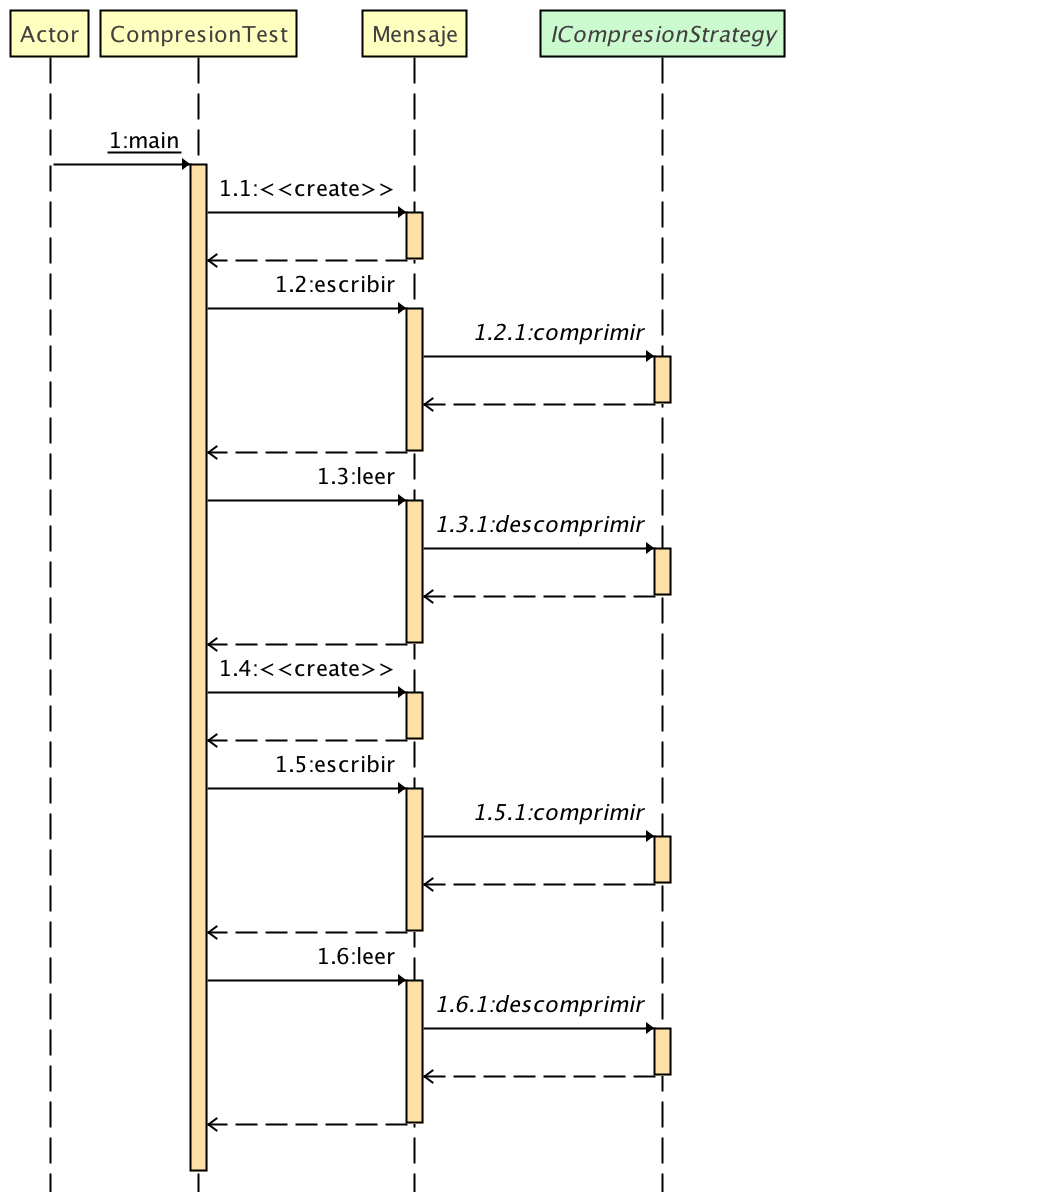 Actor
CompresionTest
Mensaje
ICompresionStrategy
1:main
1.1:<<create>>
1.2:escribir
1.2.1:comprimir
1.3:leer
1.3.1:descomprimir
1.4:<<create>>
1.5:escribir
1.5.1:comprimir
1.6:leer
1.6.1:descomprimir